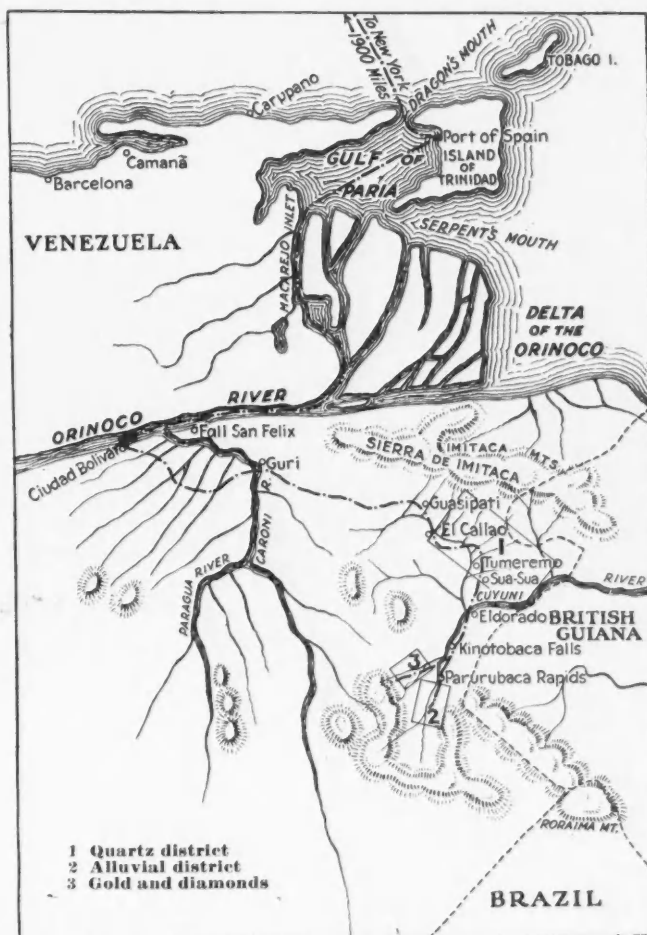 To New York
1900 Miles
DRAGON'S MOUTH
TOBAGO I.
Carupano
Port of Spain
Camanã
GULF OF
PARIA
ISLAND
OF
TRINIDAD
Barcelona
VENEZUELA
MACAREJO INLET
SERPENT'S MOUTH
DELTA
OF THE
ORINOCO
ORINOCO RIVER
Fall San Felix
Ciudad Bolivar
Guri
SIERRA DE IMITACA
IMITACA MTS.
Guasipati
El Callad
1
CARONI R.
PARAGUA RIVER
Tumeremo
Sua-Sua
CUYUNI RIVER
Eldorado
BRITISH
GUIANA
Kinotobaca Falls
3
Parurubaca Rapids
2
RORAIMA MT.
1 Quartz district
2 Alluvial district
3 Gold and diamonds
BRAZIL